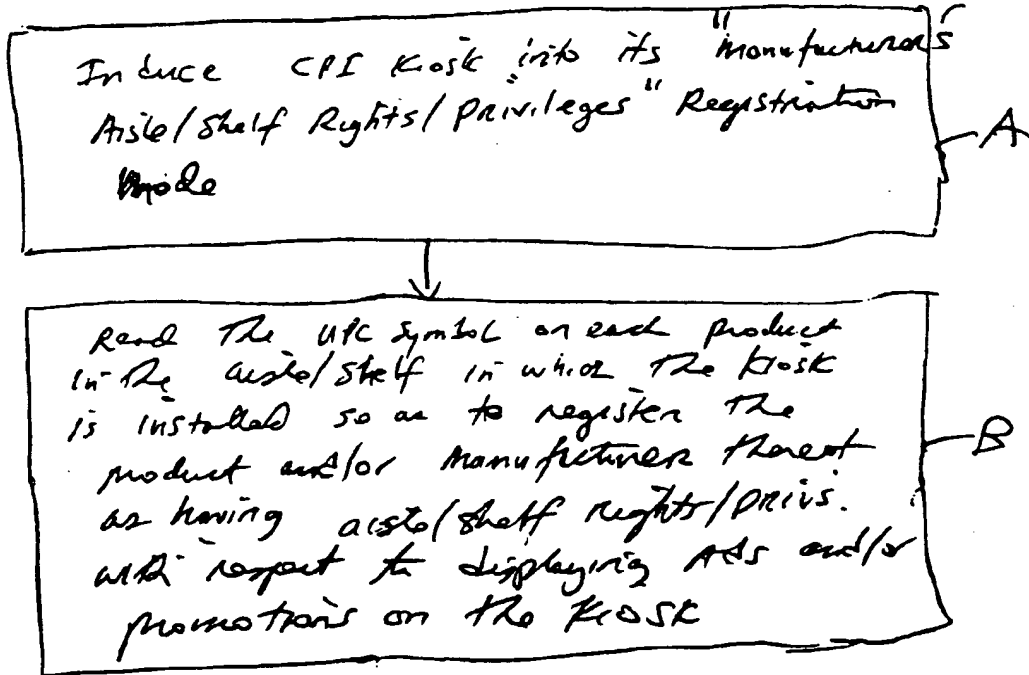 Induce CPI Kiosk into its "Manufacturer's
Aisle/Shelf Rights/Privileges" Registration
Mode
A
Read The UPC Symbol on each product
in The aisle/shelf in which The Kiosk
is installed so as to register The
product and/or Manufacturer thereof
as having aisle/shelf rights/privs.
with respect to displaying Ads and/or
promotions on the Kiosk
B